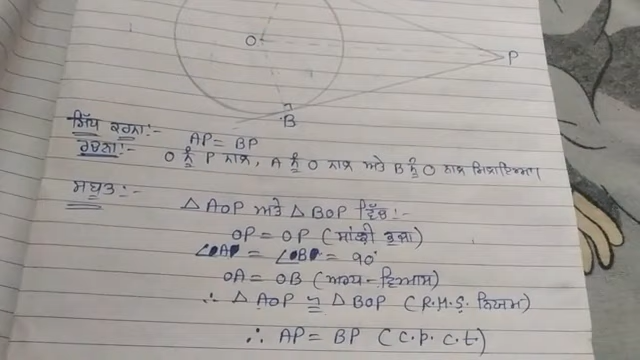 O
P
B
ਸਿੱਧ ਕਰਨਾ:- AP = BP
ਰਚਨਾ:- O ਨੂੰ P ਨਾਲ, A ਨੂੰ O ਨਾਲ ਅਤੇ B ਨੂੰ O ਨਾਲ ਮਿਲਾਇਆ।
ਸਬੂਤ:-
△AOP ਅਤੇ △BOP ਵਿੱਚ:-
OP = OP (ਸਾਂਝੀ ਭੁਜਾ)
∠OAP = ∠OBP = 90°
OA = OB (ਅਰਧ-ਵਿਆਸ)
∴ △AOP ≅ △BOP (R.H.S. ਨਿਯਮ)
∴ AP = BP (C.p.c.t.)